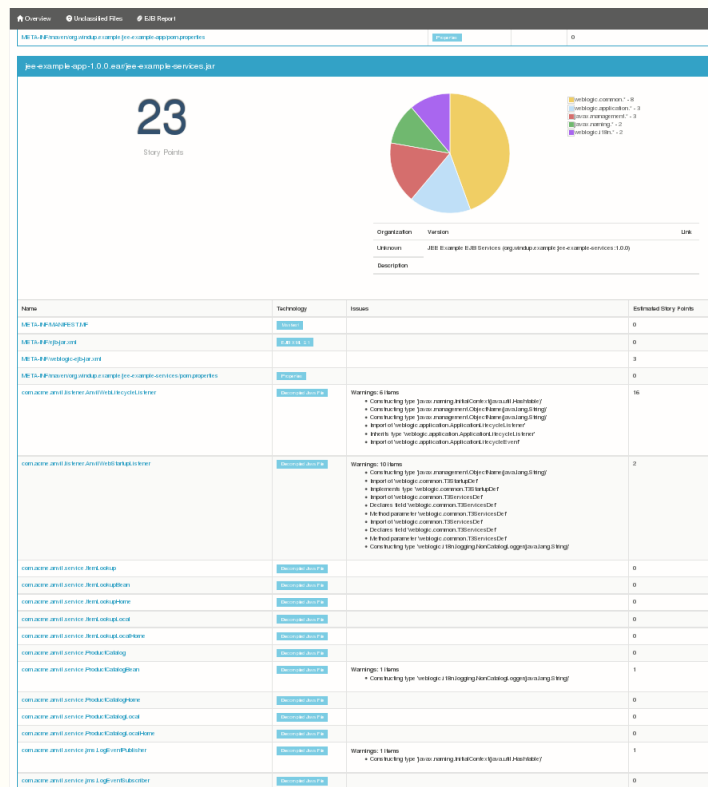 Overview Unclassified Files EJB Report
META-INF/maven/org.windup.example/jee-example-app/pom.properties Properties 0
jee-example-app-1.0.0.ear/jee-example-services.jar
23
Story Points
weblogic.common.* - 8
weblogic.application.* - 3
javax.management.* - 3
javax.naming.* - 2
weblogic.i18n.* - 2
Organization Version Link
Unknown JEE Example EJB Services (org.windup.example:jee-example-services:1.0.0)
Description
Name Technology Issues Estimated Story Points
META-INF/MANIFEST.MF Manifest 0
META-INF/ejb-jar.xml EJB XML 2.1 0
META-INF/weblogic-ejb-jar.xml 3
META-INF/maven/org.windup.example/jee-example-services/pom.properties Properties 0
com.acme.anvil.listener.AnvilWebLifecycleListener Decompiled Java File Warnings: 6 items 16
Constructing type 'javax.naming.InitialContext(java.util.Hashtable)'
Constructing type 'javax.management.ObjectName(java.lang.String)'
Constructing type 'javax.management.ObjectName(java.lang.String)'
Import of 'weblogic.application.ApplicationLifecycleListener'
Inherits type 'weblogic.application.ApplicationLifecycleListener'
Import of 'weblogic.application.ApplicationLifecycleEvent'
com.acme.anvil.listener.AnvilWebStartupListener Decompiled Java File Warnings: 10 items 2
Constructing type 'javax.management.ObjectName(java.lang.String)'
Import of 'weblogic.common.T3StartupDef'
Implements type 'weblogic.common.T3StartupDef'
Import of 'weblogic.common.T3ServicesDef'
Declares field 'weblogic.common.T3ServicesDef'
Method parameter 'weblogic.common.T3ServicesDef'
Import of 'weblogic.common.T3ServicesDef'
Declares field 'weblogic.common.T3ServicesDef'
Method parameter 'weblogic.common.T3ServicesDef'
Constructing type 'weblogic.i18n.logging.NonCatalogLogger(java.lang.String)'
com.acme.anvil.service.ItemLookup Decompiled Java File 0
com.acme.anvil.service.ItemLookupBean Decompiled Java File 0
com.acme.anvil.service.ItemLookupHome Decompiled Java File 0
com.acme.anvil.service.ItemLookupLocal Decompiled Java File 0
com.acme.anvil.service.ItemLookupLocalHome Decompiled Java File 0
com.acme.anvil.service.ProductCatalog Decompiled Java File 0
com.acme.anvil.service.ProductCatalogBean Decompiled Java File Warnings: 1 items 1
Constructing type 'weblogic.i18n.logging.NonCatalogLogger(java.lang.String)'
com.acme.anvil.service.ProductCatalogHome Decompiled Java File 0
com.acme.anvil.service.ProductCatalogLocal Decompiled Java File 0
com.acme.anvil.service.ProductCatalogLocalHome Decompiled Java File 0
com.acme.anvil.service.jms.LogEventPublisher Decompiled Java File Warnings: 1 items 1
Constructing type 'javax.naming.InitialContext(java.util.Hashtable)'
com.acme.anvil.service.jms.LogEventSubscriber Decompiled Java File 0